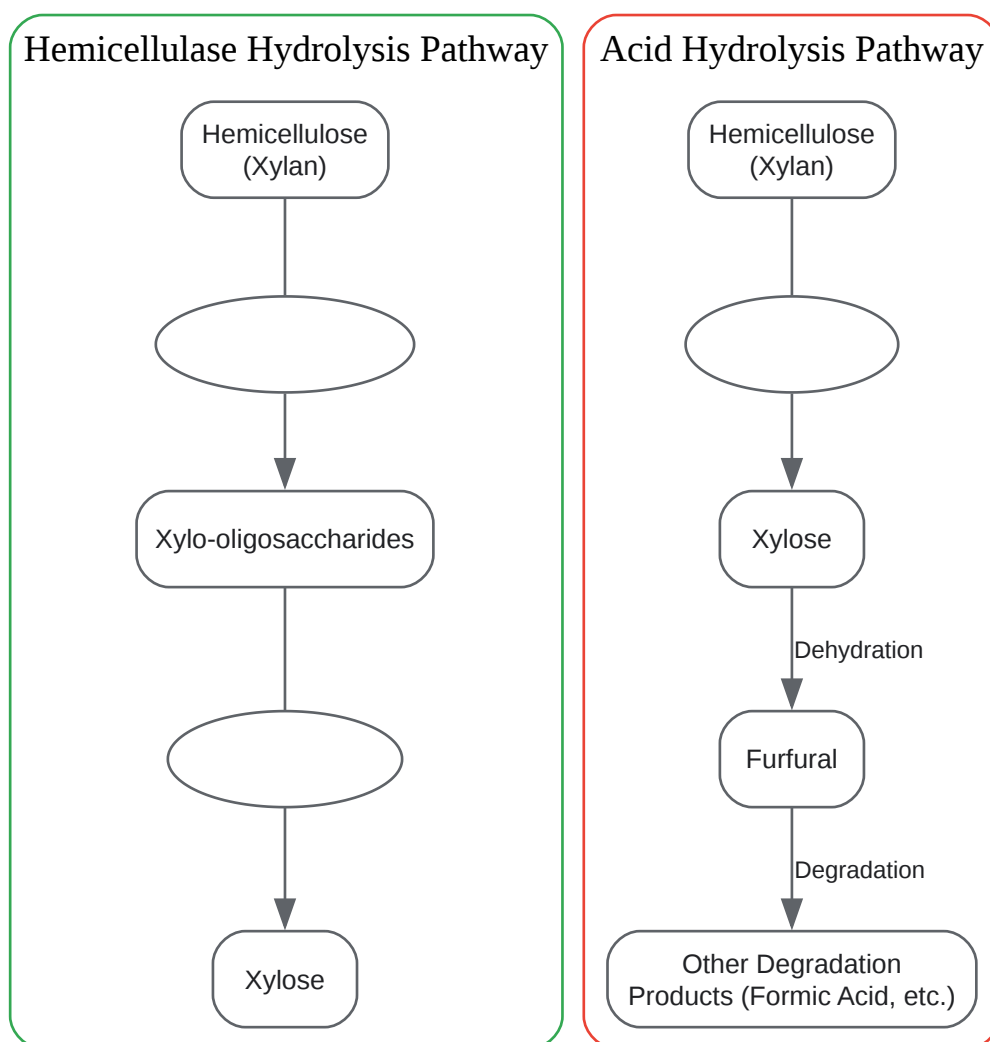 Hemicellulase Hydrolysis Pathway
Hemicellulose
(Xylan)
Xylo-oligosaccharides
Xylose
Acid Hydrolysis Pathway
Hemicellulose
(Xylan)
Xylose
Dehydration
Furfural
Degradation
Other Degradation
Products (Formic Acid, etc.)